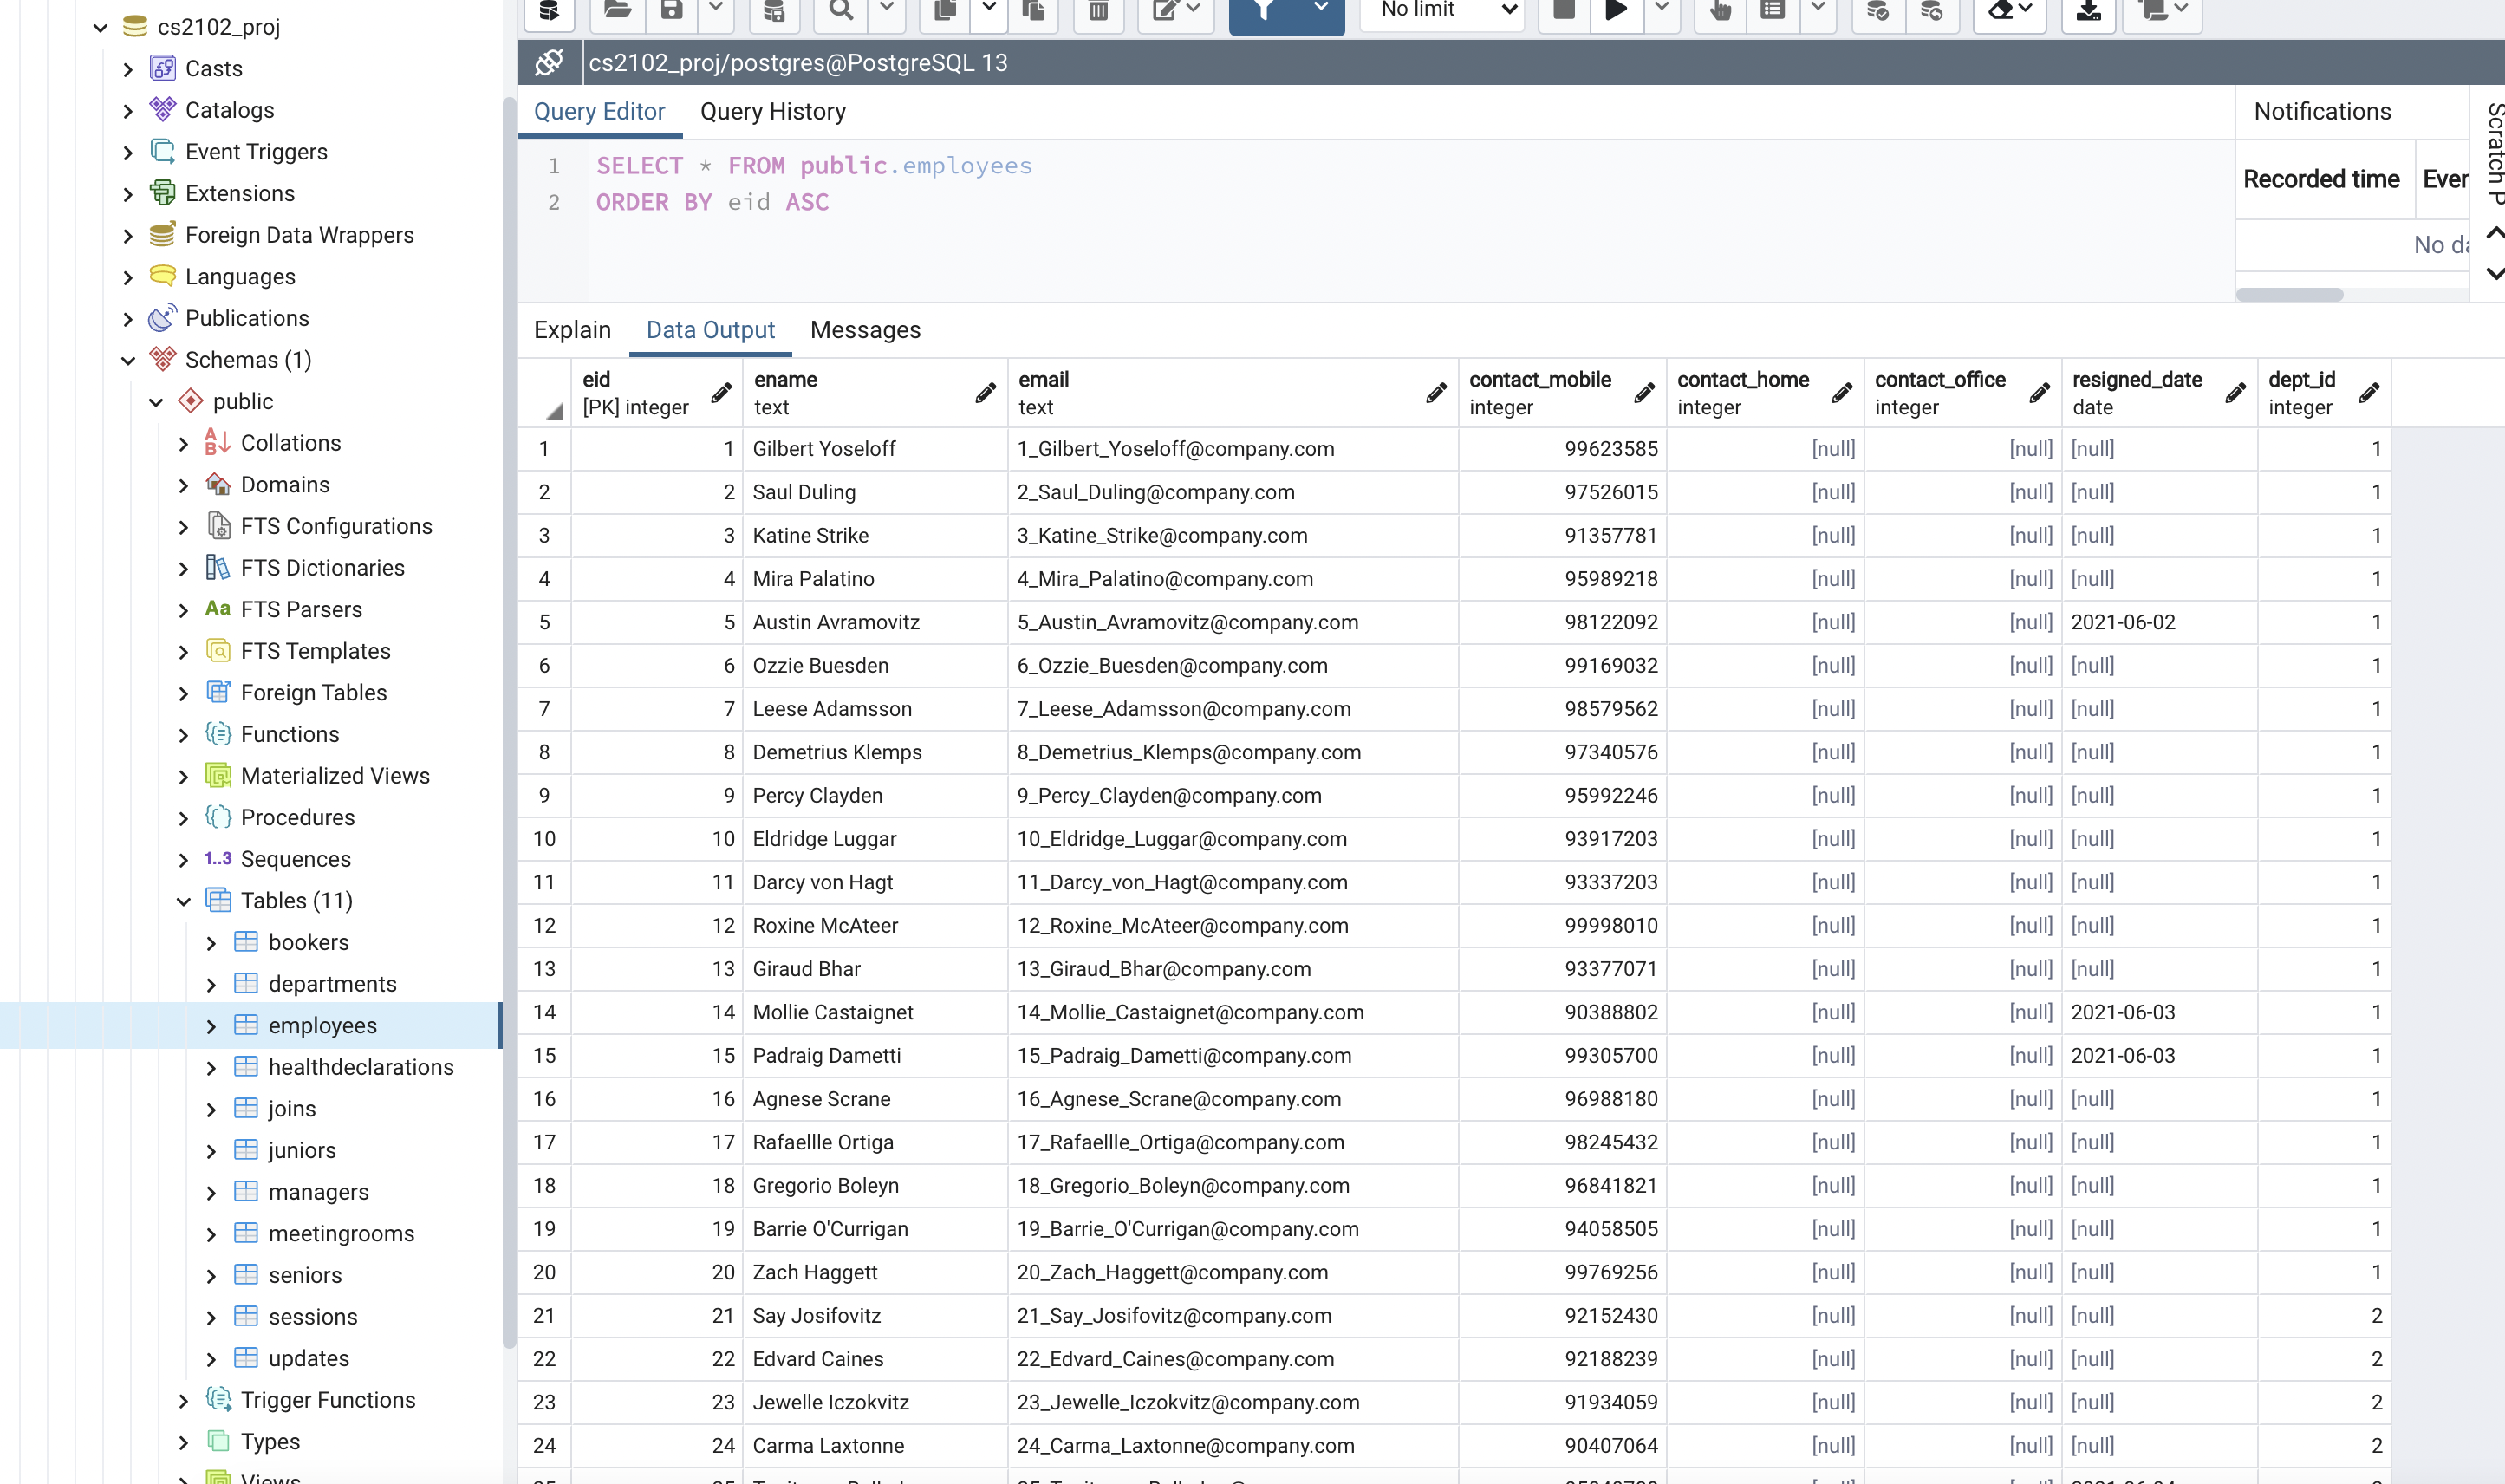 cs2102_proj
Casts
Catalogs
Event Triggers
Extensions
Foreign Data Wrappers
Languages
Publications
Schemas (1)
public
Collations
Domains
FTS Configurations
FTS Dictionaries
Aa FTS Parsers
FTS Templates
Foreign Tables
Functions
Materialized Views
Procedures
1..3 Sequences
Tables (11)
bookers
departments
employees
healthdeclarations
joins
juniors
managers
meetingrooms
seniors
sessions
updates
Trigger Functions
Types
Views
No limit
cs2102_proj/postgres@PostgreSQL 13
Query Editor Query History
1 SELECT * FROM public.employees
2 ORDER BY eid ASC
Notifications
Recorded time Ever
No da
Scratch P
Explain Data Output Messages
eid ename email contact_mobile contact_home contact_office resigned_date dept_id
[PK] integer text text integer integer integer date integer
1 1 Gilbert Yoseloff 1_Gilbert_Yoseloff@company.com 99623585 [null] [null] [null] 1
2 2 Saul Duling 2_Saul_Duling@company.com 97526015 [null] [null] [null] 1
3 3 Katine Strike 3_Katine_Strike@company.com 91357781 [null] [null] [null] 1
4 4 Mira Palatino 4_Mira_Palatino@company.com 95989218 [null] [null] [null] 1
5 5 Austin Avramovitz 5_Austin_Avramovitz@company.com 98122092 [null] [null] 2021-06-02 1
6 6 Ozzie Buesden 6_Ozzie_Buesden@company.com 99169032 [null] [null] [null] 1
7 7 Leese Adamsson 7_Leese_Adamsson@company.com 98579562 [null] [null] [null] 1
8 8 Demetrius Klemps 8_Demetrius_Klemps@company.com 97340576 [null] [null] [null] 1
9 9 Percy Clayden 9_Percy_Clayden@company.com 95992246 [null] [null] [null] 1
10 10 Eldridge Luggar 10_Eldridge_Luggar@company.com 93917203 [null] [null] [null] 1
11 11 Darcy von Hagt 11_Darcy_von_Hagt@company.com 93337203 [null] [null] [null] 1
12 12 Roxine McAteer 12_Roxine_McAteer@company.com 99998010 [null] [null] [null] 1
13 13 Giraud Bhar 13_Giraud_Bhar@company.com 93377071 [null] [null] [null] 1
14 14 Mollie Castaignet 14_Mollie_Castaignet@company.com 90388802 [null] [null] 2021-06-03 1
15 15 Padraig Dametti 15_Padraig_Dametti@company.com 99305700 [null] [null] 2021-06-03 1
16 16 Agnese Scrane 16_Agnese_Scrane@company.com 96988180 [null] [null] [null] 1
17 17 Rafaellle Ortiga 17_Rafaellle_Ortiga@company.com 98245432 [null] [null] [null] 1
18 18 Gregorio Boleyn 18_Gregorio_Boleyn@company.com 96841821 [null] [null] [null] 1
19 19 Barrie O'Currigan 19_Barrie_O'Currigan@company.com 94058505 [null] [null] [null] 1
20 20 Zach Haggett 20_Zach_Haggett@company.com 99769256 [null] [null] [null] 1
21 21 Say Josifovitz 21_Say_Josifovitz@company.com 92152430 [null] [null] [null] 2
22 22 Edvard Caines 22_Edvard_Caines@company.com 92188239 [null] [null] [null] 2
23 23 Jewelle Iczokvitz 23_Jewelle_Iczokvitz@company.com 91934059 [null] [null] [null] 2
24 24 Carma Laxtonne 24_Carma_Laxtonne@company.com 90407064 [null] [null] [null] 2